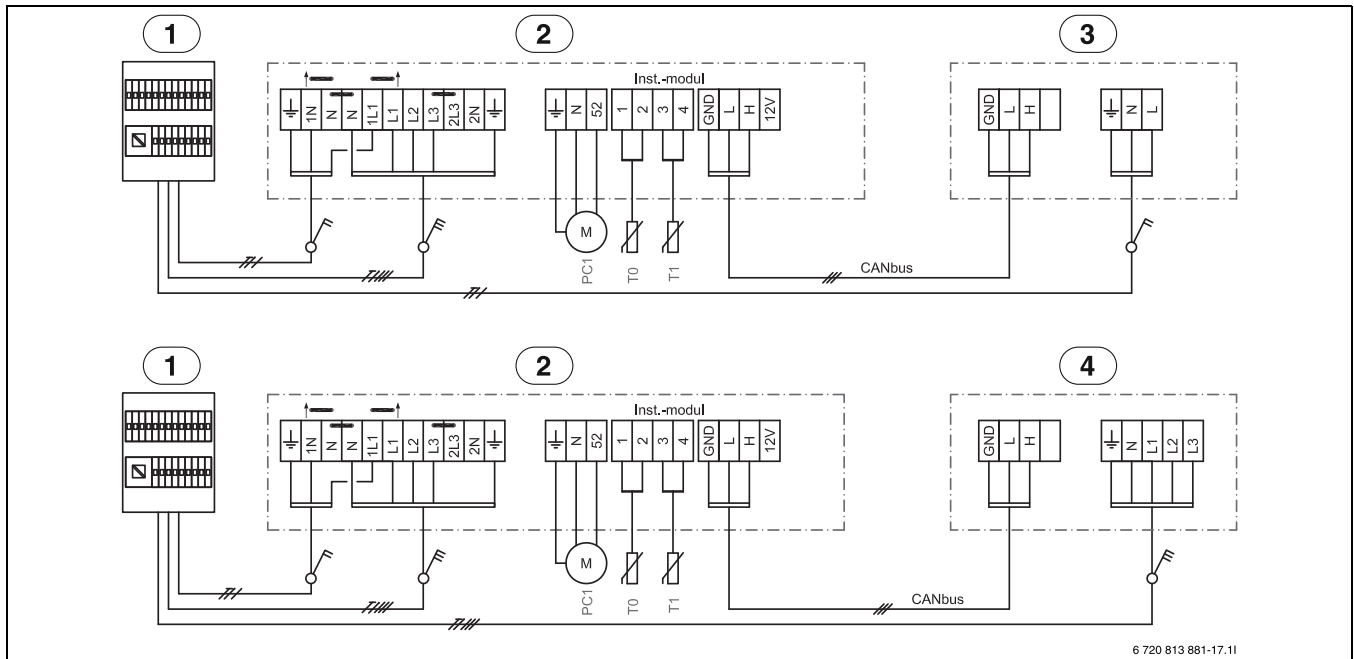 1
2
3
Inst.-modul
1N
N
N
1L1
L1
L2
L3
2L3
2N
N
52
1
2
3
4
GND
L
H
12V
GND
L
H
N
L
M
PC1
T0
T1
CANbus
1
2
4
Inst.-modul
1N
N
N
1L1
L1
L2
L3
2L3
2N
N
52
1
2
3
4
GND
L
H
12V
GND
L
H
N
L1
L2
L3
M
PC1
T0
T1
CANbus
6 720 813 881-17.1I